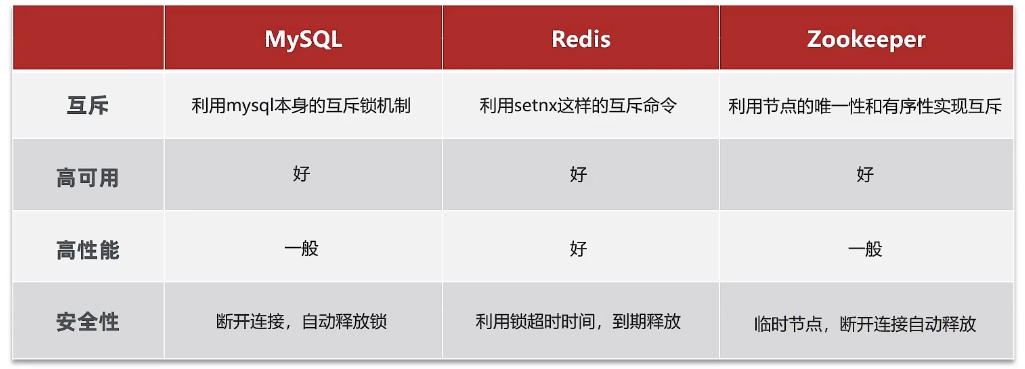 MySQL Redis Zookeeper
互斥 利用mysql本身的互斥锁机制 利用setnx这样的互斥命令 利用节点的唯一性和有序性实现互斥
高可用 好 好 好
高性能 一般 好 一般
安全性 断开连接，自动释放锁 利用锁超时时间，到期释放 临时节点，断开连接自动释放